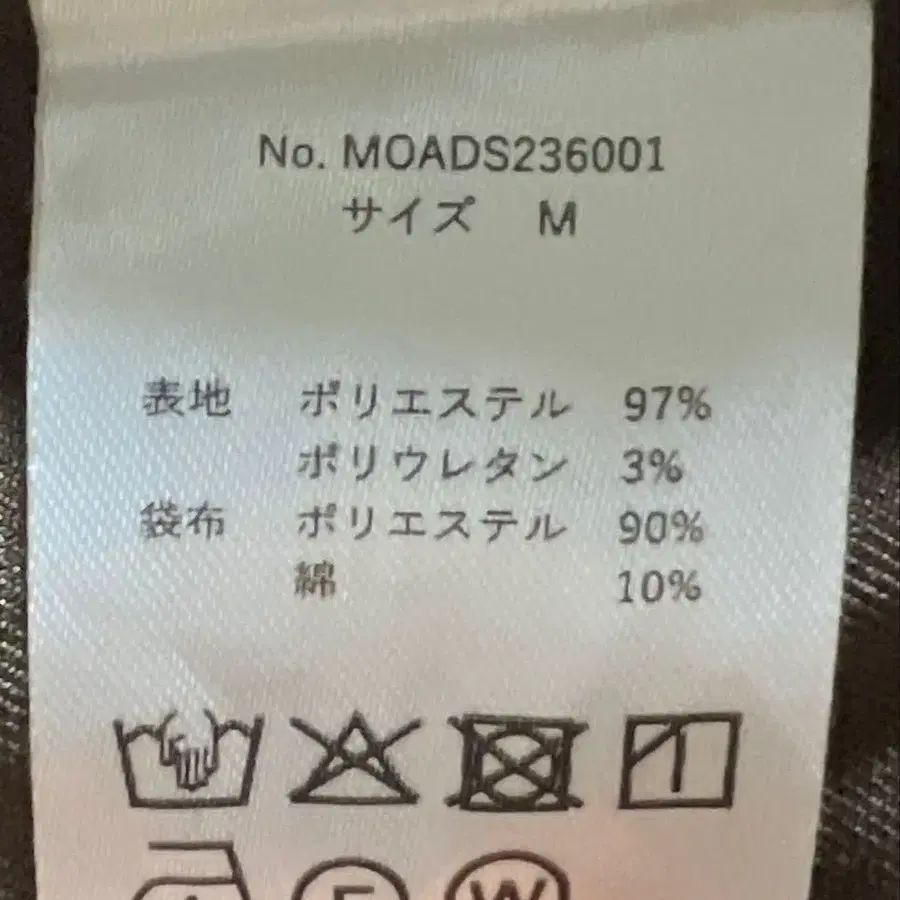 No. MOADS236001
サイズ M
表地 ポリエステル 97%
ポリウレタン 3%
袋布 ポリエステル 90%
綿 10%
F W